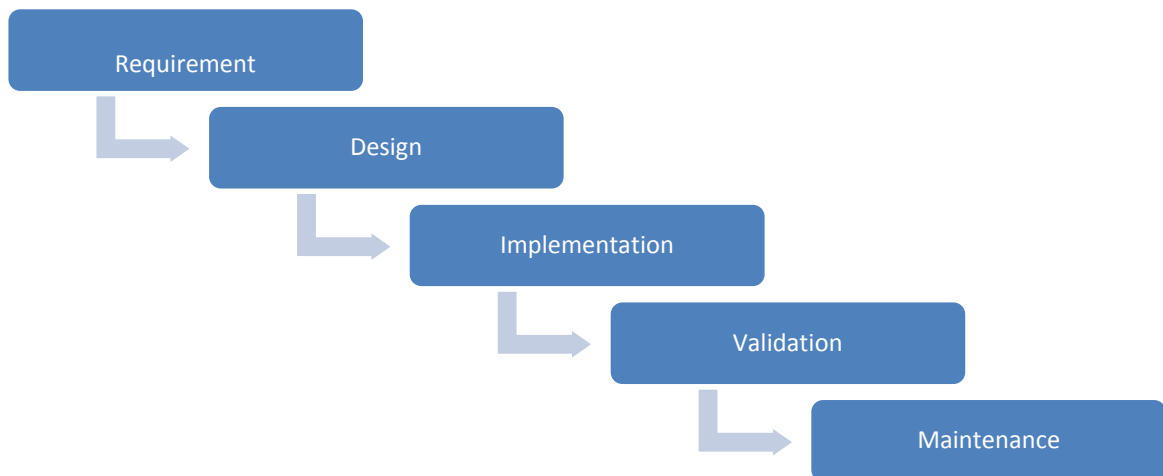 Requirement
Design
Implementation
Validation
Maintenance